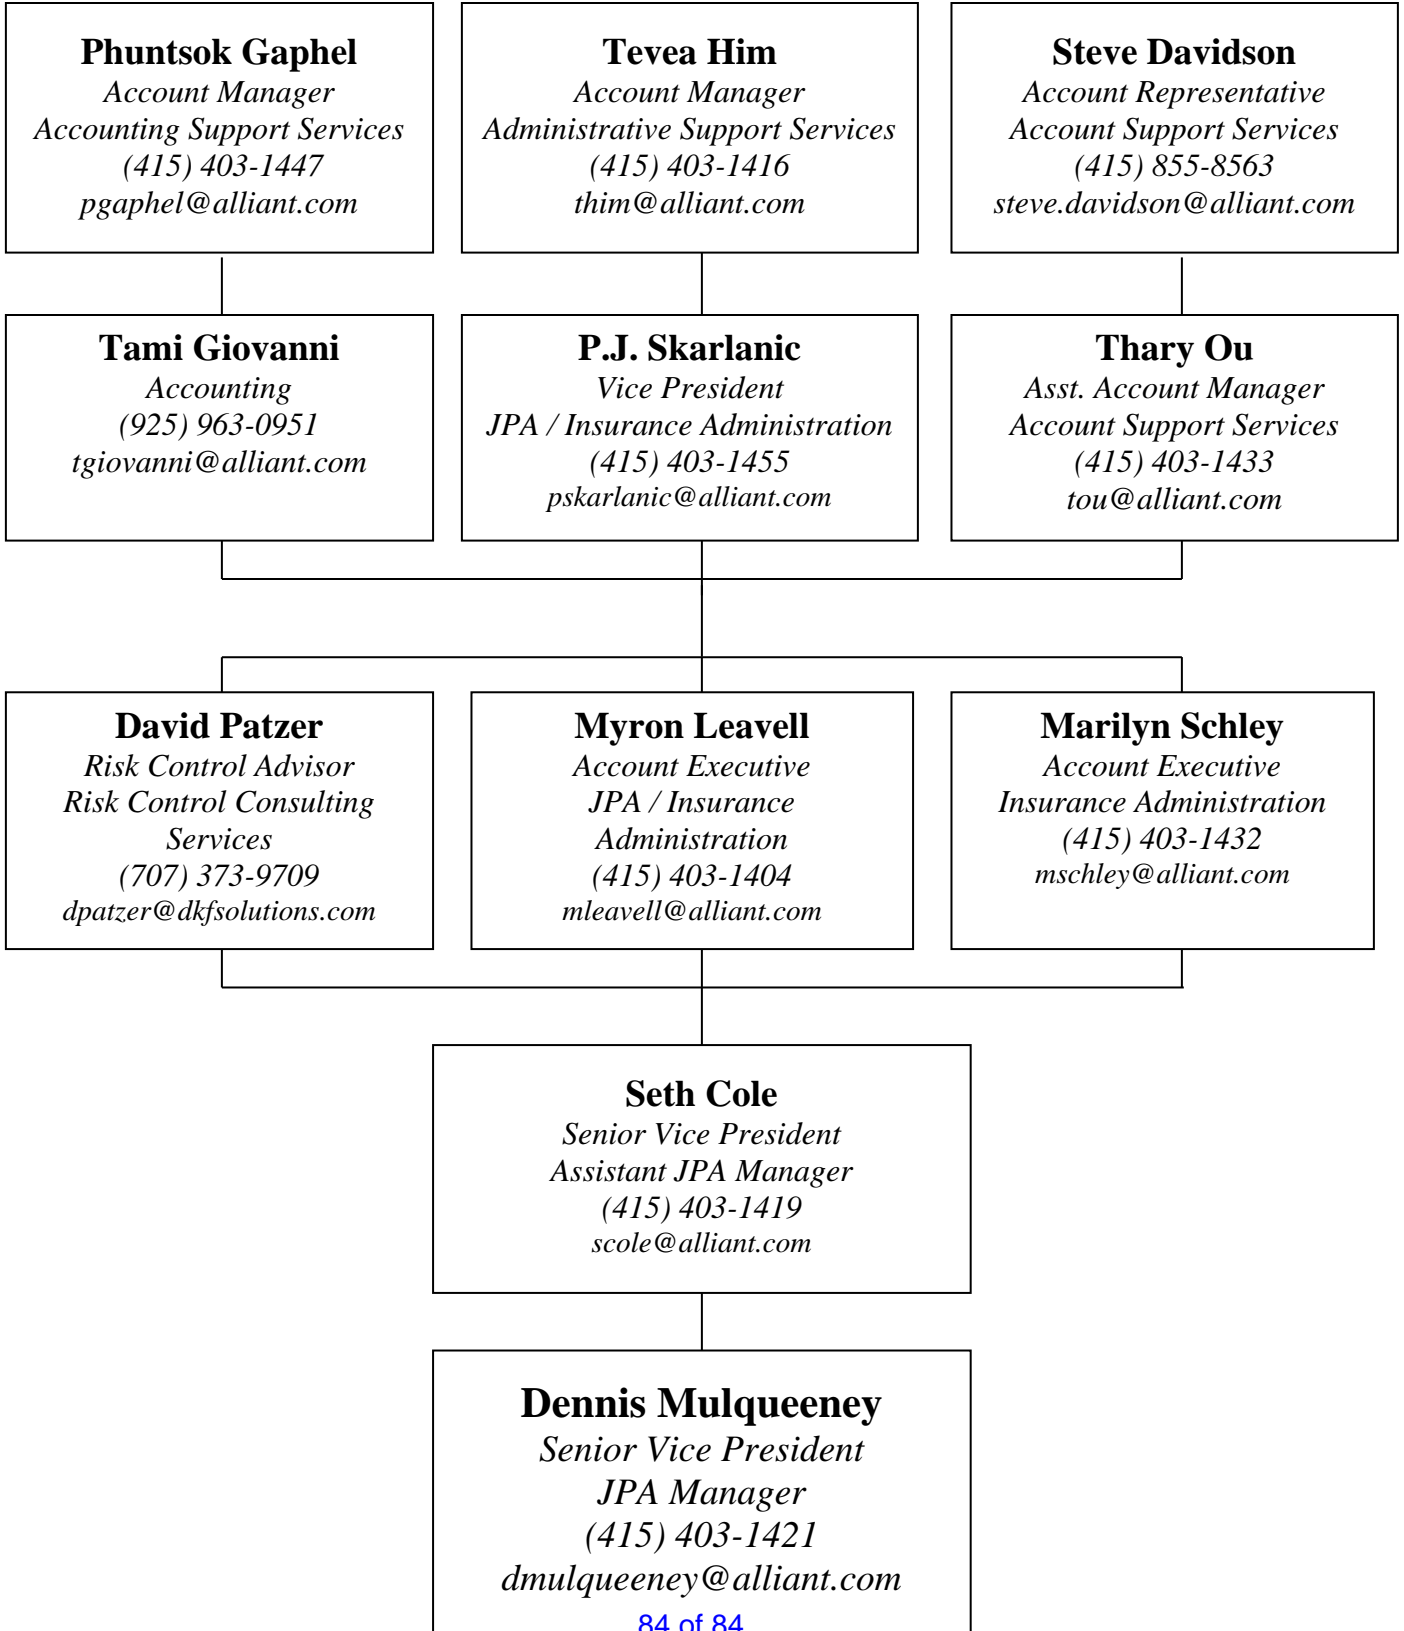 Phuntsok Gaphel
Account Manager
Accounting Support Services
(415) 403-1447
pgaphel@alliant.com
Tevea Him
Account Manager
Administrative Support Services
(415) 403-1416
thim@alliant.com
Steve Davidson
Account Representative
Account Support Services
(415) 855-8563
steve.davidson@alliant.com
Tami Giovanni
Accounting
(925) 963-0951
tgiovanni@alliant.com
P.J. Skarlanic
Vice President
JPA / Insurance Administration
(415) 403-1455
pskarlanic@alliant.com
Thary Ou
Asst. Account Manager
Account Support Services
(415) 403-1433
tou@alliant.com
David Patzer
Risk Control Advisor
Risk Control Consulting
Services
(707) 373-9709
dpatzer@dkfsolutions.com
Myron Leavell
Account Executive
JPA / Insurance
Administration
(415) 403-1404
mleavell@alliant.com
Marilyn Schley
Account Executive
Insurance Administration
(415) 403-1432
mschley@alliant.com
Seth Cole
Senior Vice President
Assistant JPA Manager
(415) 403-1419
scole@alliant.com
Dennis Mulqueeney
Senior Vice President
JPA Manager
(415) 403-1421
dmulqueeney@alliant.com
84 of 84